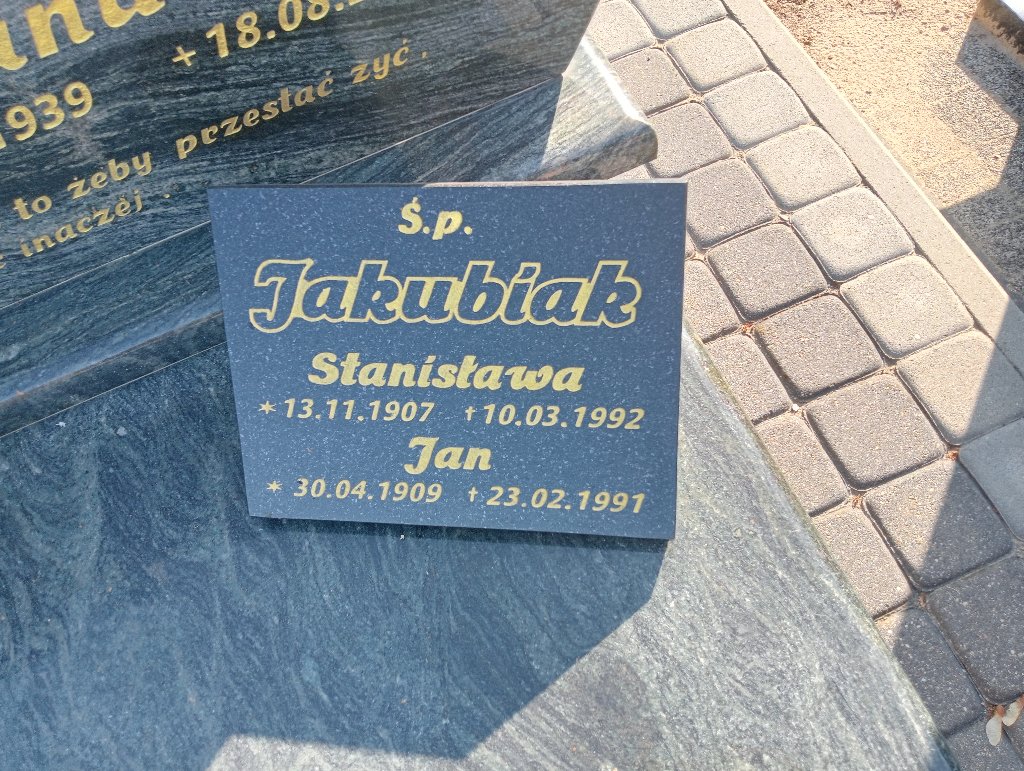 + 18.08.
1939
to żeby przestać żyć.
inaczej.
Ś.p.
Jakubiak
Stanisława
* 13.11.1907 † 10.03.1992
Jan
* 30.04.1909 † 23.02.1991